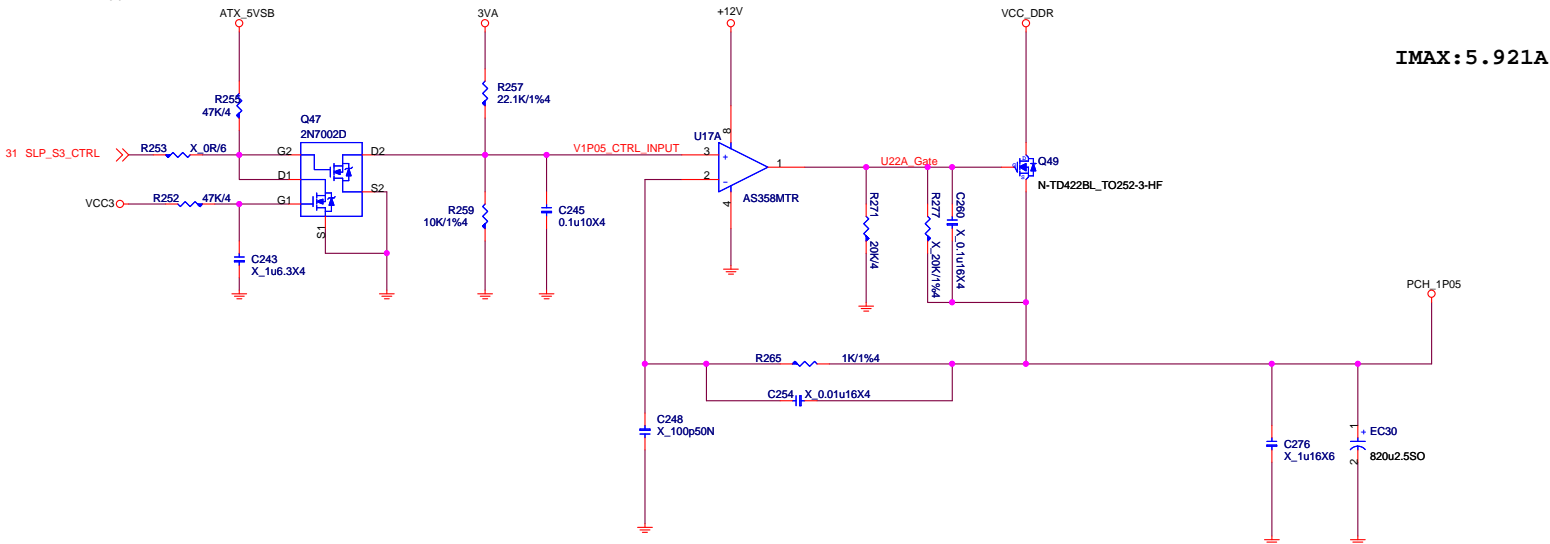 ATX_5VSB
3VA
+12V
VCC_DDR
IMAX:5.921A
R255
47K/4
R257
22.1K/1%4
Q47
2N7002D
31 SLP_S3_CTRL
R253
X_0R/6
G2
D2
V1P05_CTRL_INPUT
U17A
8
3
+
1
U22A_Gate
Q49
N-TD422BL_TO252-3-HF
D1
2
-
VCC3
R252
47K/4
G1
S2
4
AS358MTR
S1
R259
10K/1%4
C245
0.1u10X4
R271
20K/4
R277
X_20K/1%4
C260
X_0.1u16X4
C243
X_1u6.3X4
PCH_1P05
R265
1K/1%4
C254
X_0.01u16X4
C248
X_100p50N
C276
X_1u16X6
1
+
EC30
820u2.5SO
2